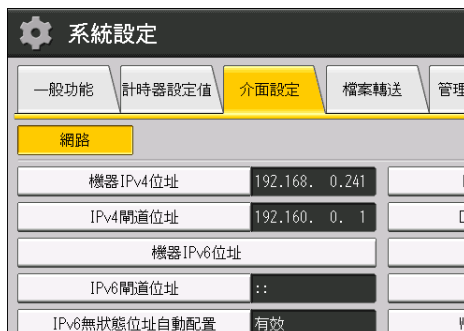 系統設定
一般功能 計時器設定值 介面設定 檔案轉送 管理
網路
機器IPv4位址 192.168. 0.241
IPv4閘道位址 192.160. 0. 1
機器IPv6位址
IPv6閘道位址 ::
IPv6無狀態位址自動配置 有效